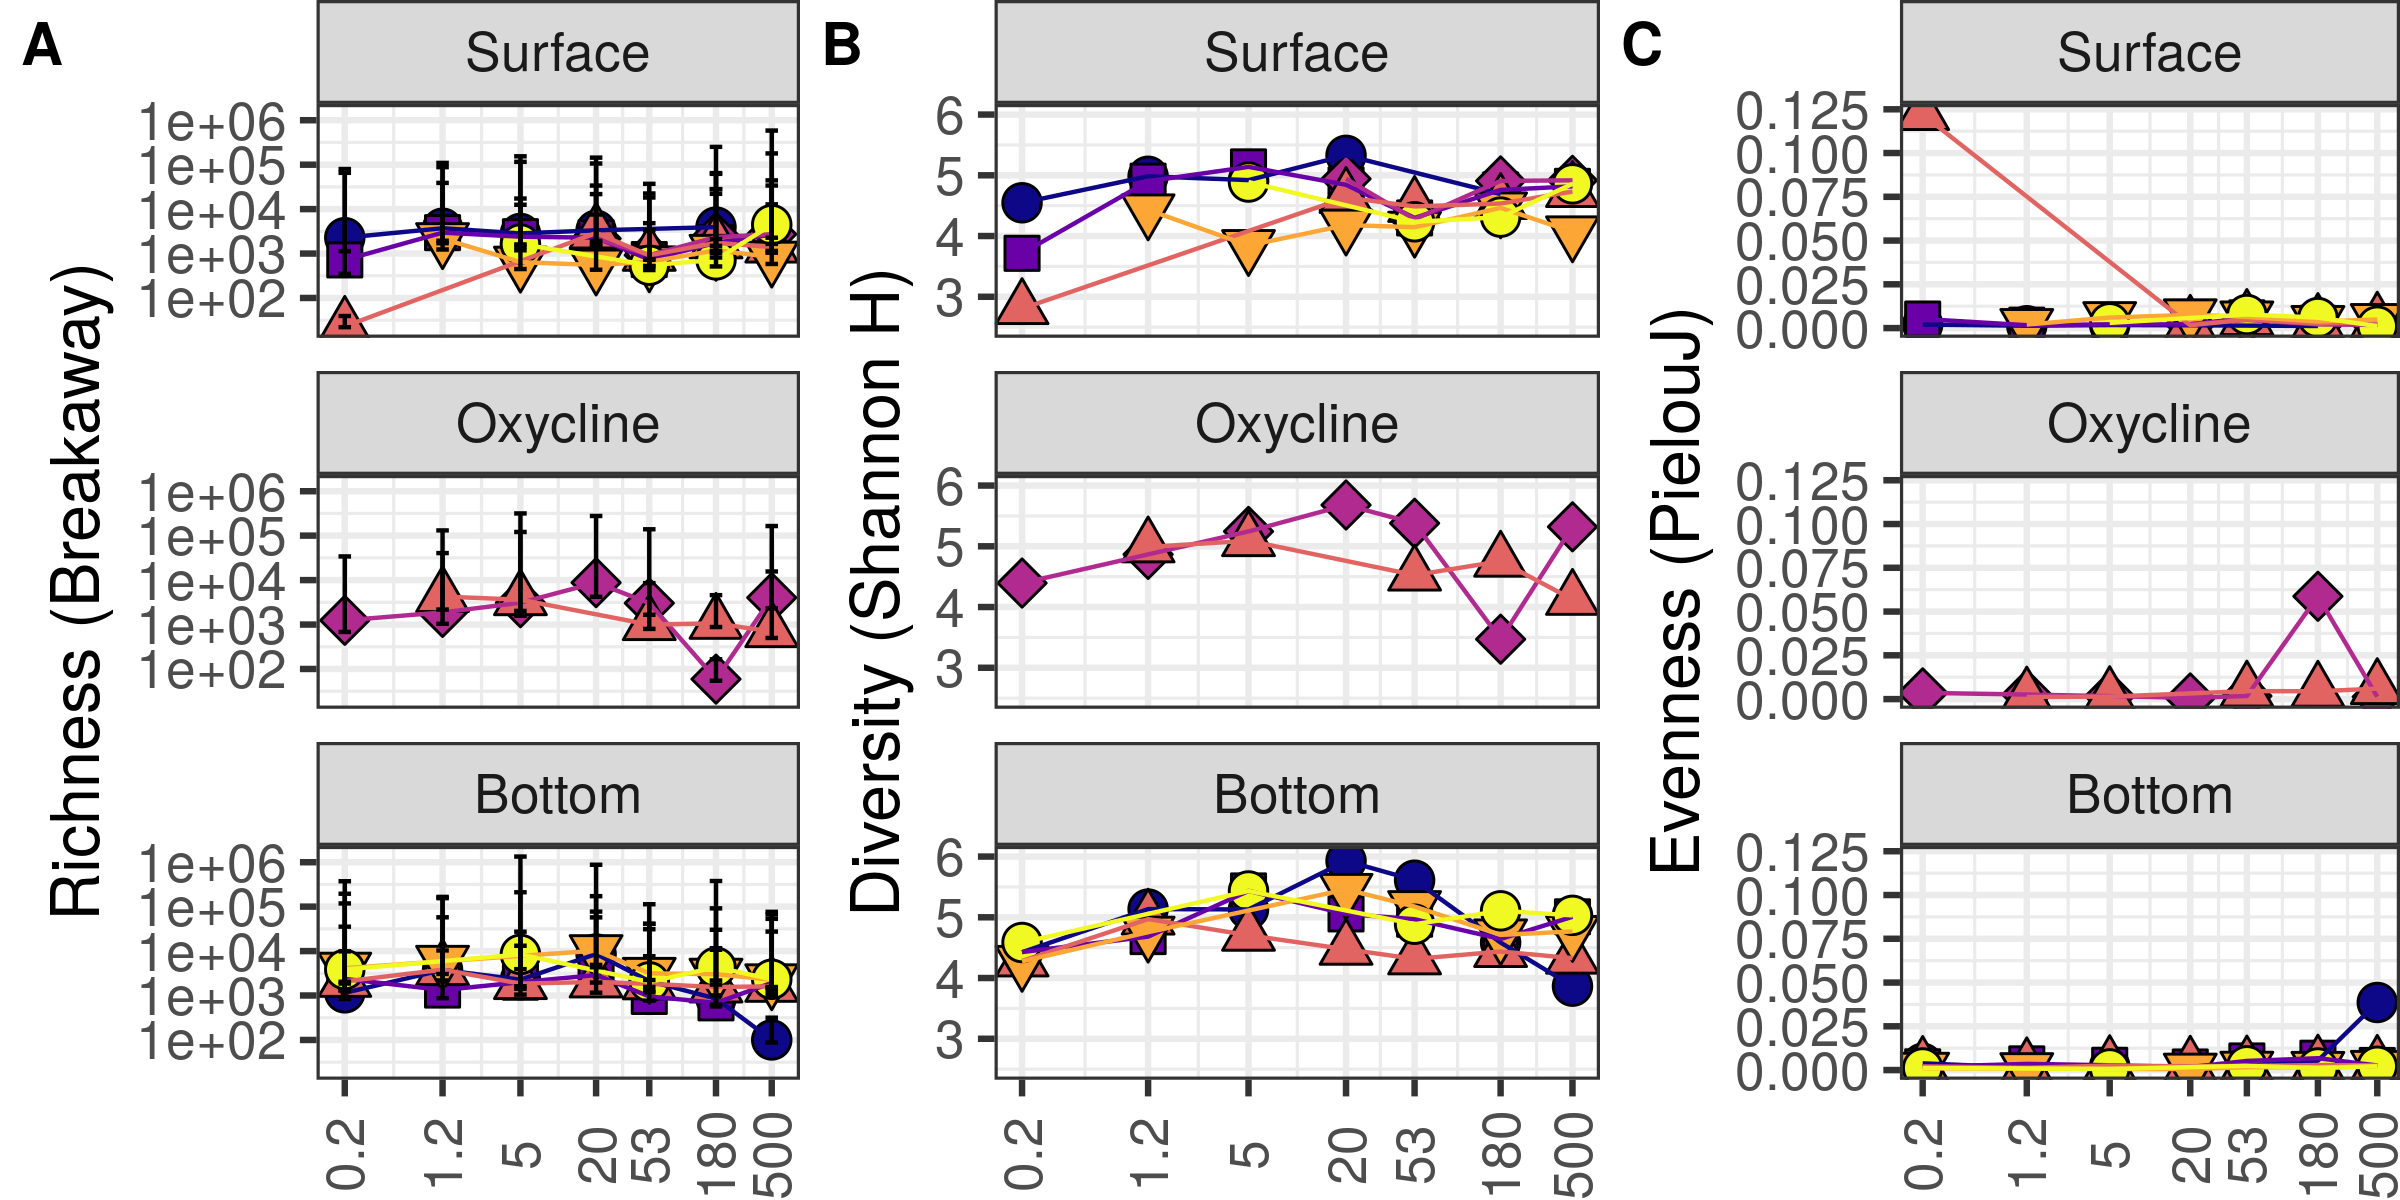 A
Richness (Breakaway)
Surface
1e+06
1e+05
1e+04
1e+03
1e+02
Oxycline
1e+06
1e+05
1e+04
1e+03
1e+02
Bottom
1e+06
1e+05
1e+04
1e+03
1e+02
0.2 1.2 5 20 53 180 500
B
Diversity (Shannon H)
Surface
6
5
4
3
Oxycline
6
5
4
3
Bottom
6
5
4
3
0.2 1.2 5 20 53 180 500
C
Evenness (PielouJ)
Surface
0.125
0.100
0.075
0.050
0.025
0.000
Oxycline
0.125
0.100
0.075
0.050
0.025
0.000
Bottom
0.125
0.100
0.075
0.050
0.025
0.000
0.2 1.2 5 20 53 180 500